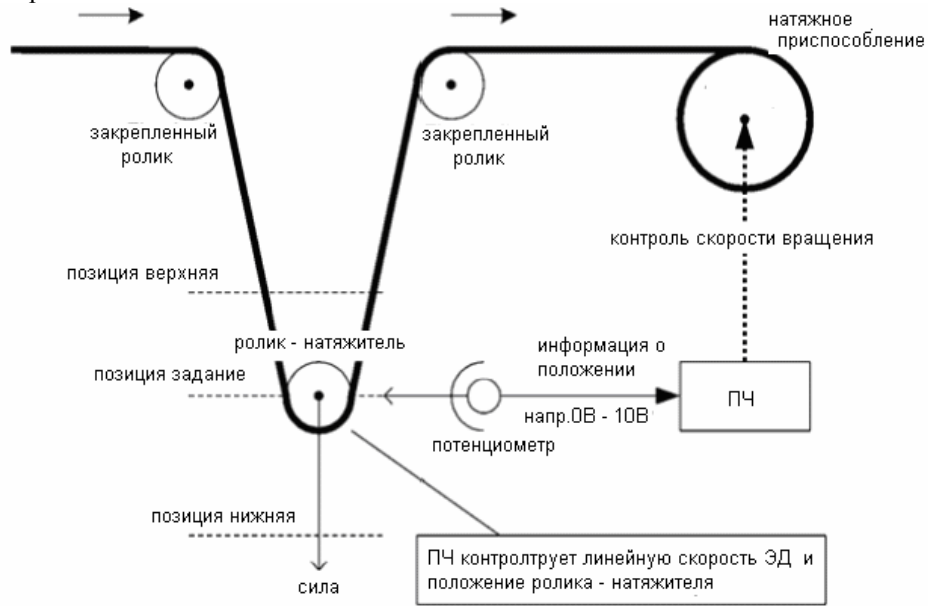 натяжное
приспособление
закрепленный
ролик
закрепленный
ролик
контроль скорости вращения
позиция верхняя
ролик - натяжитель
информация о
положении
позиция задание
ПЧ
напр.0В - 10В
потенциометр
позиция нижняя
ПЧ контролтрует линейную скорость ЭД и
положение ролика - натяжителя
сила